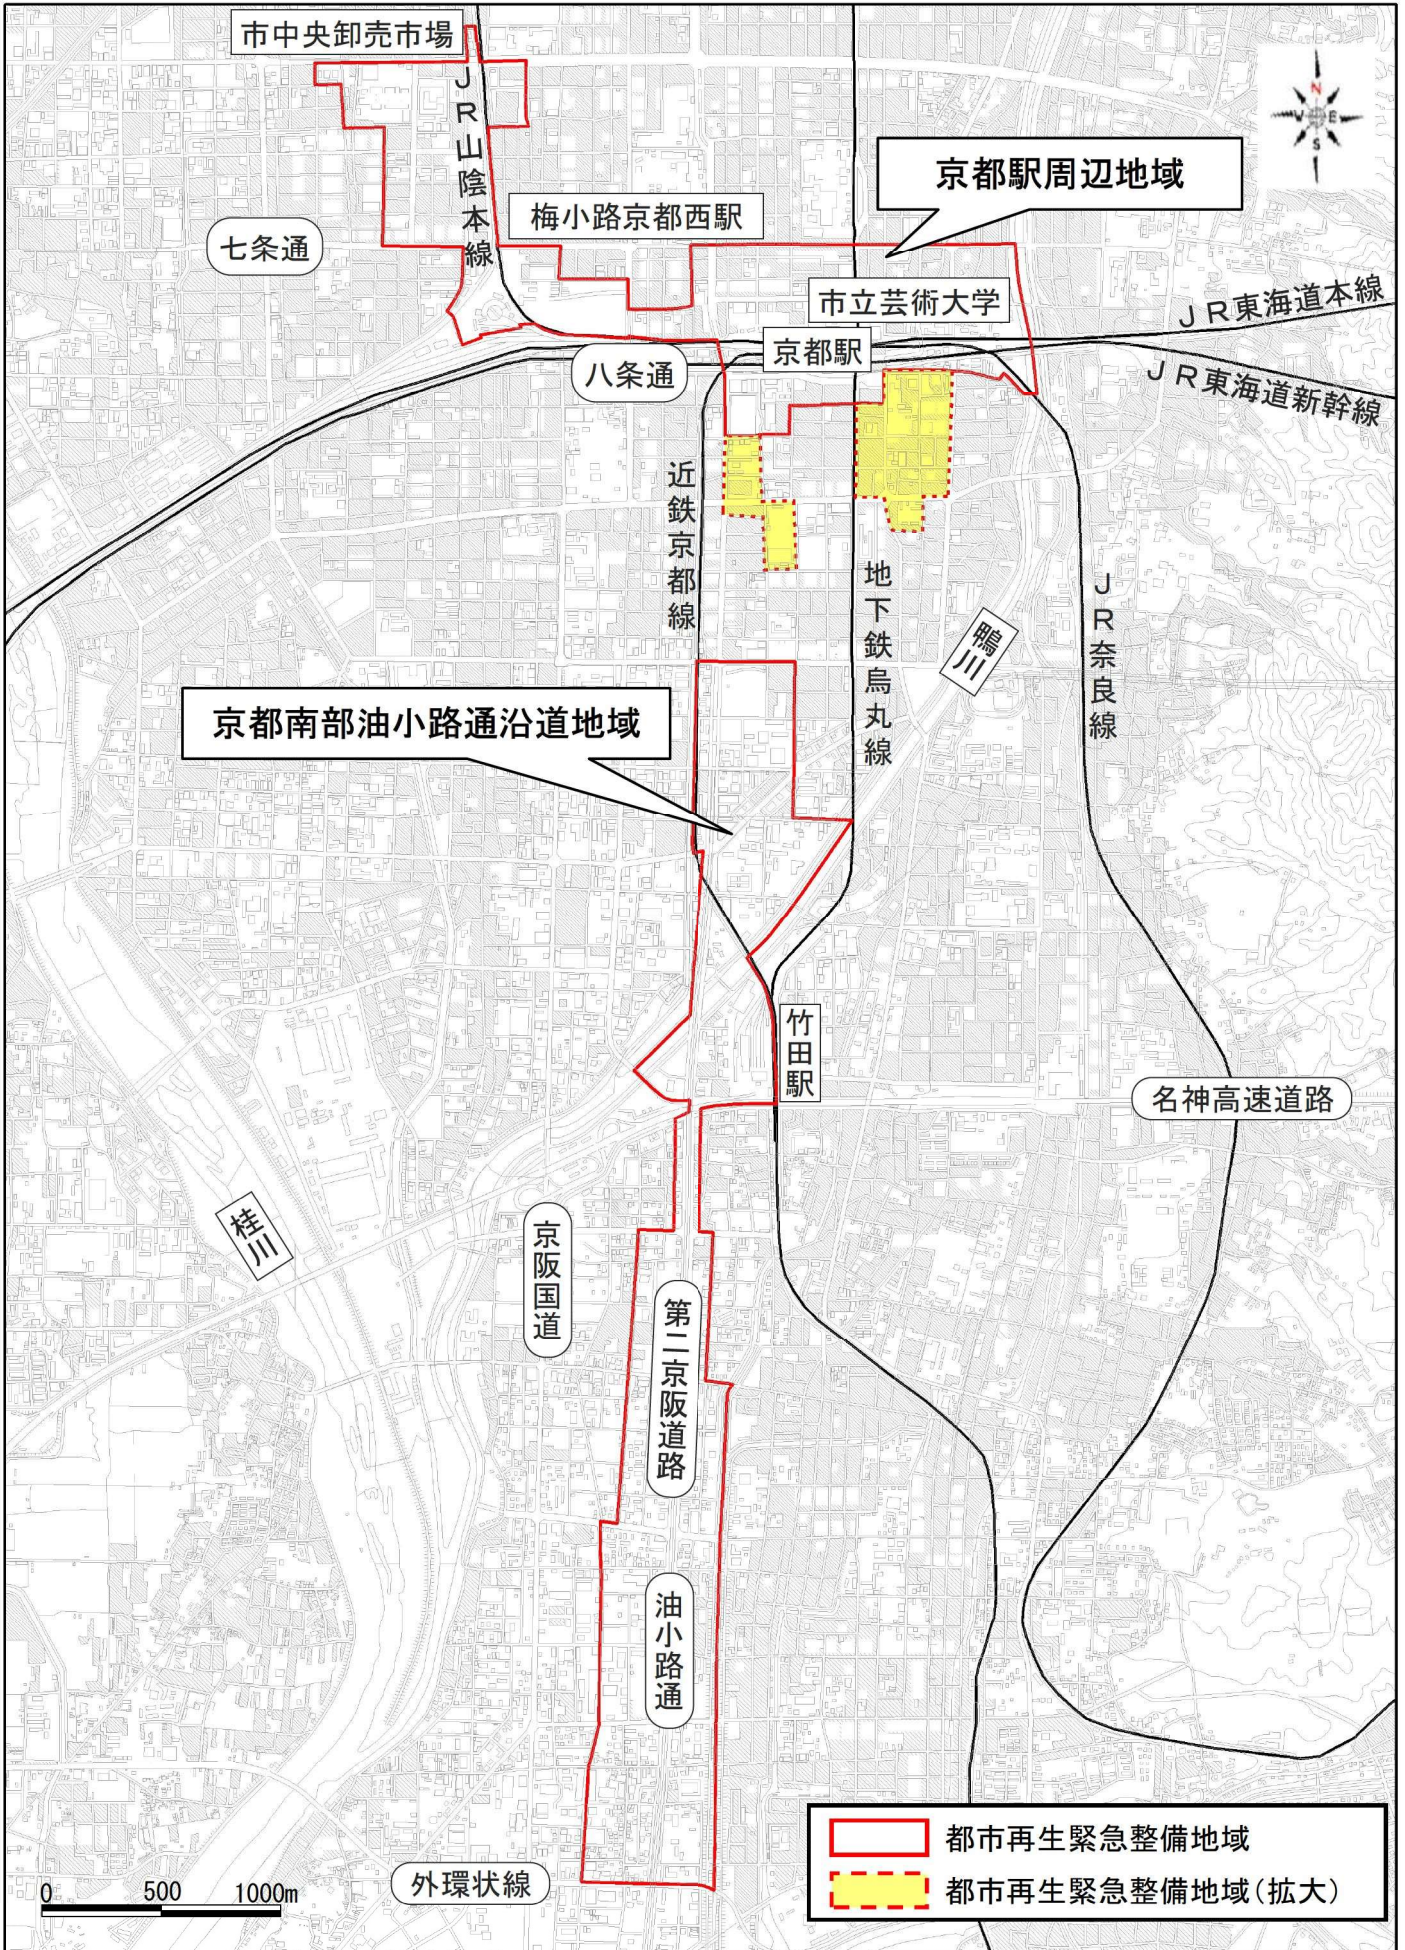 市中央卸売市場
JR山陰本線
N
W
E
S
京都駅周辺地域
梅小路京都西駅
七条通
市立芸術大学
JR東海道本線
京都駅
八条通
JR東海道新幹線
近鉄京都線
地下鉄烏丸線
鴨川
JR奈良線
京都南部油小路通沿道地域
竹田駅
名神高速道路
桂川
京阪国道
第二京阪道路
油小路通
都市再生緊急整備地域
都市再生緊急整備地域(拡大)
外環状線
0 500 1000m